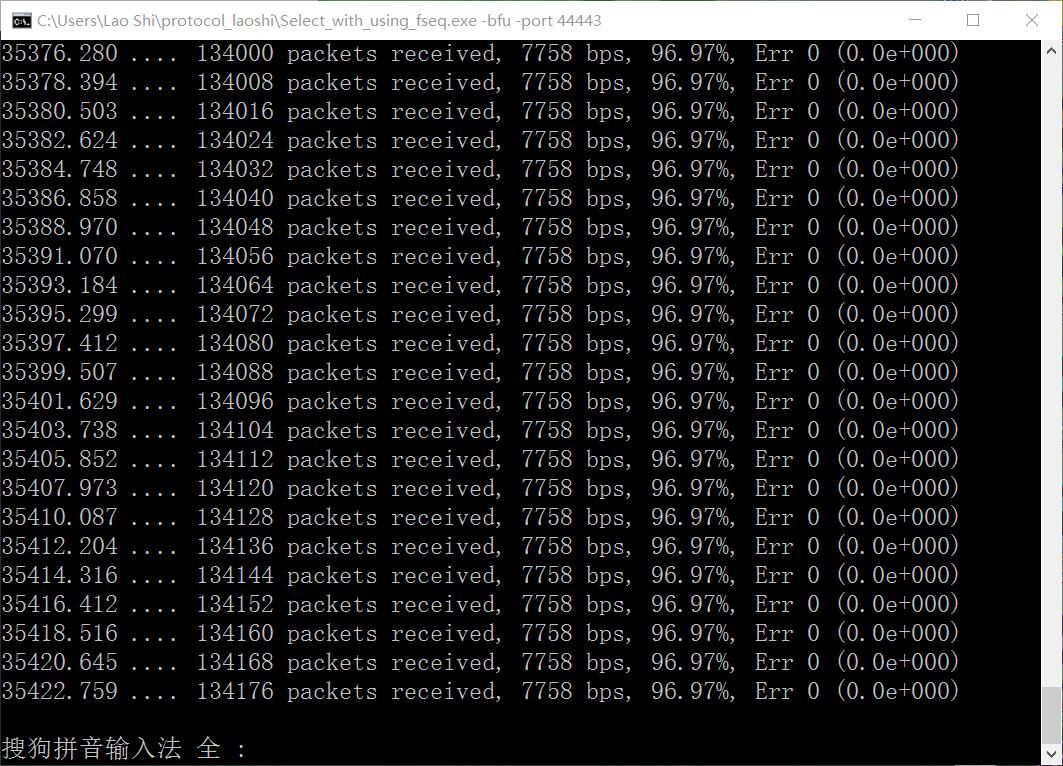 C:\Users\Lao Shi\protocol_laoshi\Select_with_using_fseq.exe -bfu -port 44443
35376.280 .... 134000 packets received, 7758 bps, 96.97%, Err 0 (0.0e+000)
35378.394 .... 134008 packets received, 7758 bps, 96.97%, Err 0 (0.0e+000)
35380.503 .... 134016 packets received, 7758 bps, 96.97%, Err 0 (0.0e+000)
35382.624 .... 134024 packets received, 7758 bps, 96.97%, Err 0 (0.0e+000)
35384.748 .... 134032 packets received, 7758 bps, 96.97%, Err 0 (0.0e+000)
35386.858 .... 134040 packets received, 7758 bps, 96.97%, Err 0 (0.0e+000)
35388.970 .... 134048 packets received, 7758 bps, 96.97%, Err 0 (0.0e+000)
35391.070 .... 134056 packets received, 7758 bps, 96.97%, Err 0 (0.0e+000)
35393.184 .... 134064 packets received, 7758 bps, 96.97%, Err 0 (0.0e+000)
35395.299 .... 134072 packets received, 7758 bps, 96.97%, Err 0 (0.0e+000)
35397.412 .... 134080 packets received, 7758 bps, 96.97%, Err 0 (0.0e+000)
35399.507 .... 134088 packets received, 7758 bps, 96.97%, Err 0 (0.0e+000)
35401.629 .... 134096 packets received, 7758 bps, 96.97%, Err 0 (0.0e+000)
35403.738 .... 134104 packets received, 7758 bps, 96.97%, Err 0 (0.0e+000)
35405.852 .... 134112 packets received, 7758 bps, 96.97%, Err 0 (0.0e+000)
35407.973 .... 134120 packets received, 7758 bps, 96.97%, Err 0 (0.0e+000)
35410.087 .... 134128 packets received, 7758 bps, 96.97%, Err 0 (0.0e+000)
35412.204 .... 134136 packets received, 7758 bps, 96.97%, Err 0 (0.0e+000)
35414.316 .... 134144 packets received, 7758 bps, 96.97%, Err 0 (0.0e+000)
35416.412 .... 134152 packets received, 7758 bps, 96.97%, Err 0 (0.0e+000)
35418.516 .... 134160 packets received, 7758 bps, 96.97%, Err 0 (0.0e+000)
35420.645 .... 134168 packets received, 7758 bps, 96.97%, Err 0 (0.0e+000)
35422.759 .... 134176 packets received, 7758 bps, 96.97%, Err 0 (0.0e+000)
搜狗拼音输入法 全 :